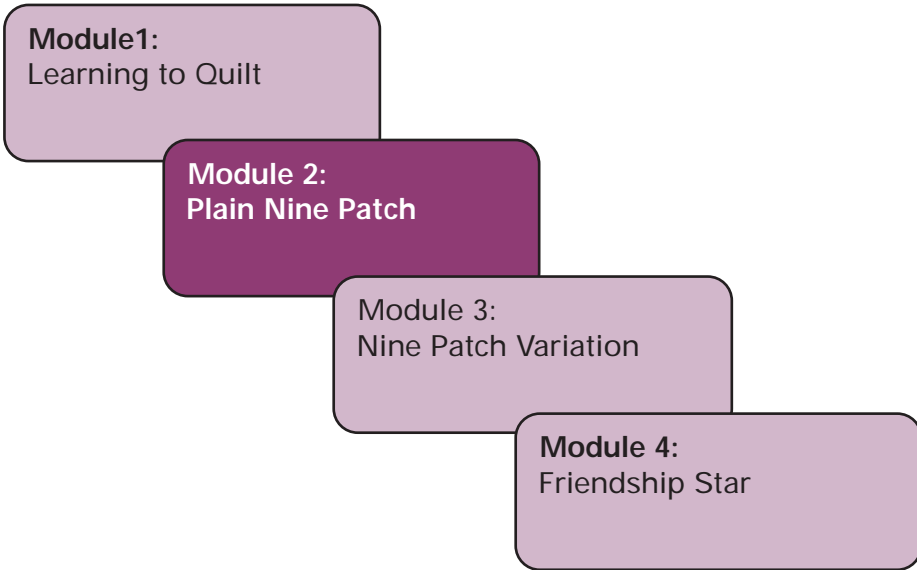 Module1:
Learning to Quilt
Module 2:
Plain Nine Patch
Module 3:
Nine Patch Variation
Module 4:
Friendship Star